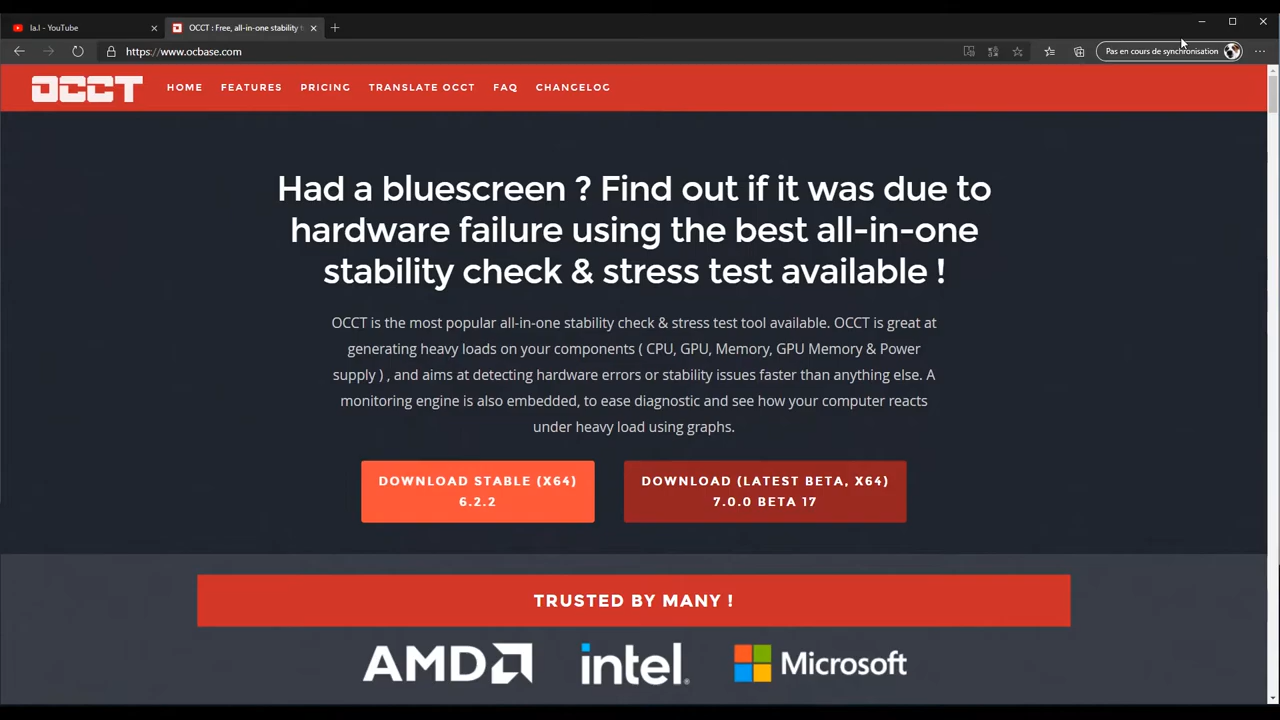 la.l - YouTube
OCCT : Free, all-in-one stability t
https://www.ocbase.com
Pas en cours de synchronisation
OCCT
HOME FEATURES PRICING TRANSLATE OCCT FAQ CHANGELOG
Had a bluescreen ? Find out if it was due to
hardware failure using the best all-in-one
stability check & stress test available !
OCCT is the most popular all-in-one stability check & stress test tool available. OCCT is great at
generating heavy loads on your components ( CPU, GPU, Memory, GPU Memory & Power
supply ) , and aims at detecting hardware errors or stability issues faster than anything else. A
monitoring engine is also embedded, to ease diagnostic and see how your computer reacts
under heavy load using graphs.
DOWNLOAD STABLE (X64)
6.2.2
DOWNLOAD (LATEST BETA, X64)
7.0.0 BETA 17
TRUSTED BY MANY !
AMD intel Microsoft